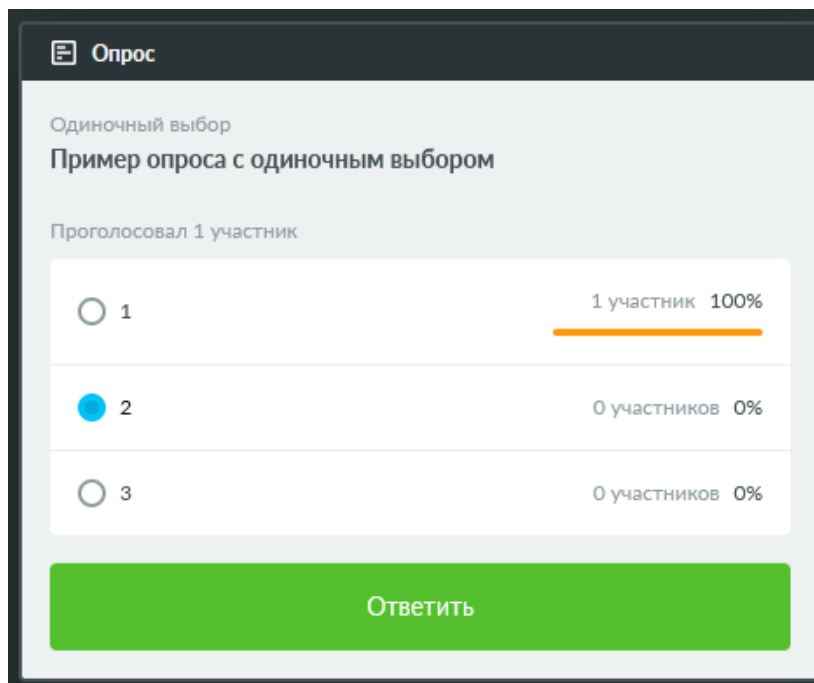 Опрос
Одиночный выбор
Пример опроса с одиночным выбором
Проголосовал 1 участник
1 1 участник 100%
2 0 участников 0%
3 0 участников 0%
Ответить